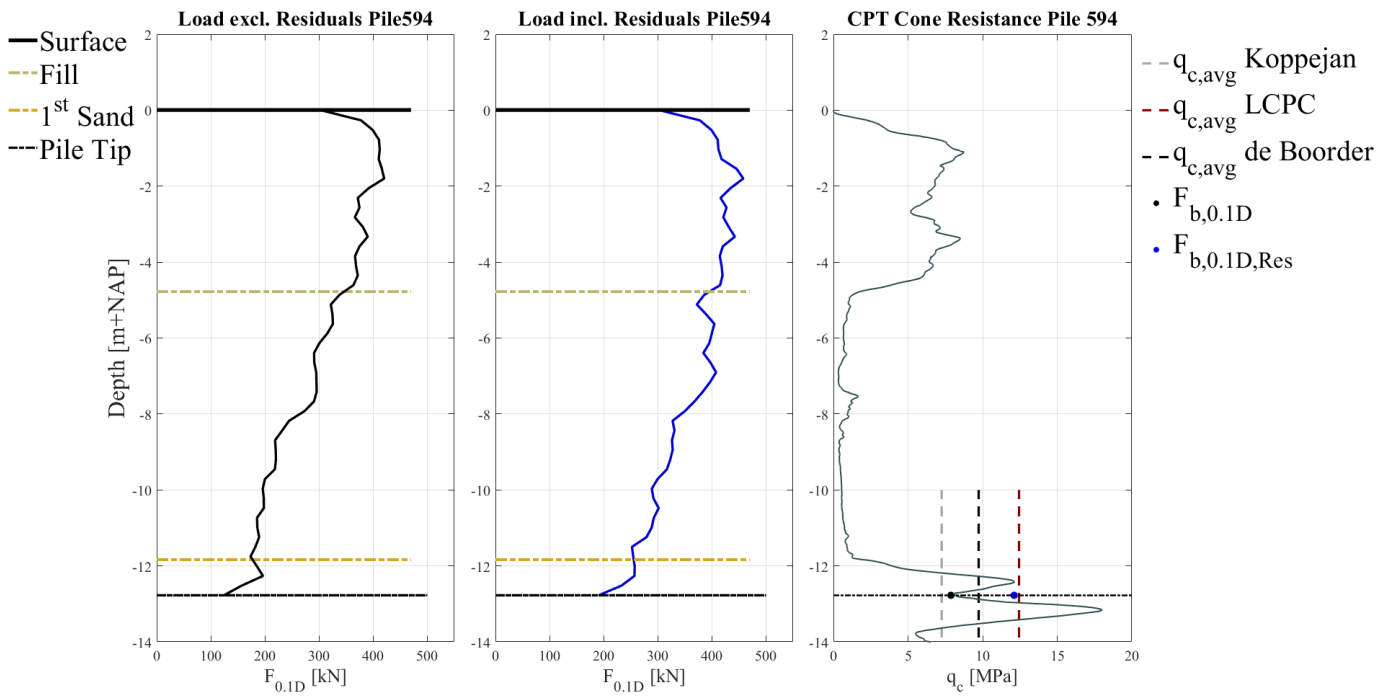 Load excl. Residuals Pile594
Load incl. Residuals Pile594
CPT Cone Resistance Pile 594
Surface
Fill
1st Sand
Pile Tip
Depth [m+NAP]
2
0
-2
-4
-6
-8
-10
-12
-14
0 100 200 300 400 500
F0.1D [kN]
2
0
-2
-4
-6
-8
-10
-12
-14
0 100 200 300 400 500
F0.1D [kN]
2
0
-2
-4
-6
-8
-10
-12
-14
0 5 10 15 20
qc [MPa]
qc,avg Koppejan
qc,avg LCPC
qc,avg de Boorder
Fb,0.1D
Fb,0.1D,Res